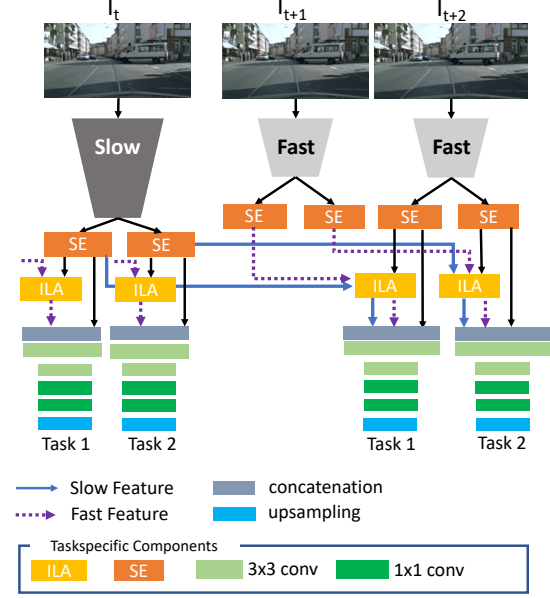 I_t I_{t+1} I_{t+2}
Slow Fast Fast
SE SE SE SE
SE SE
ILA ILA ILA ILA
Task 1 Task 2 Task 1 Task 2
Slow Feature concatenation
Fast Feature upsampling
Taskspecific Components
ILA SE 3x3 conv 1x1 conv